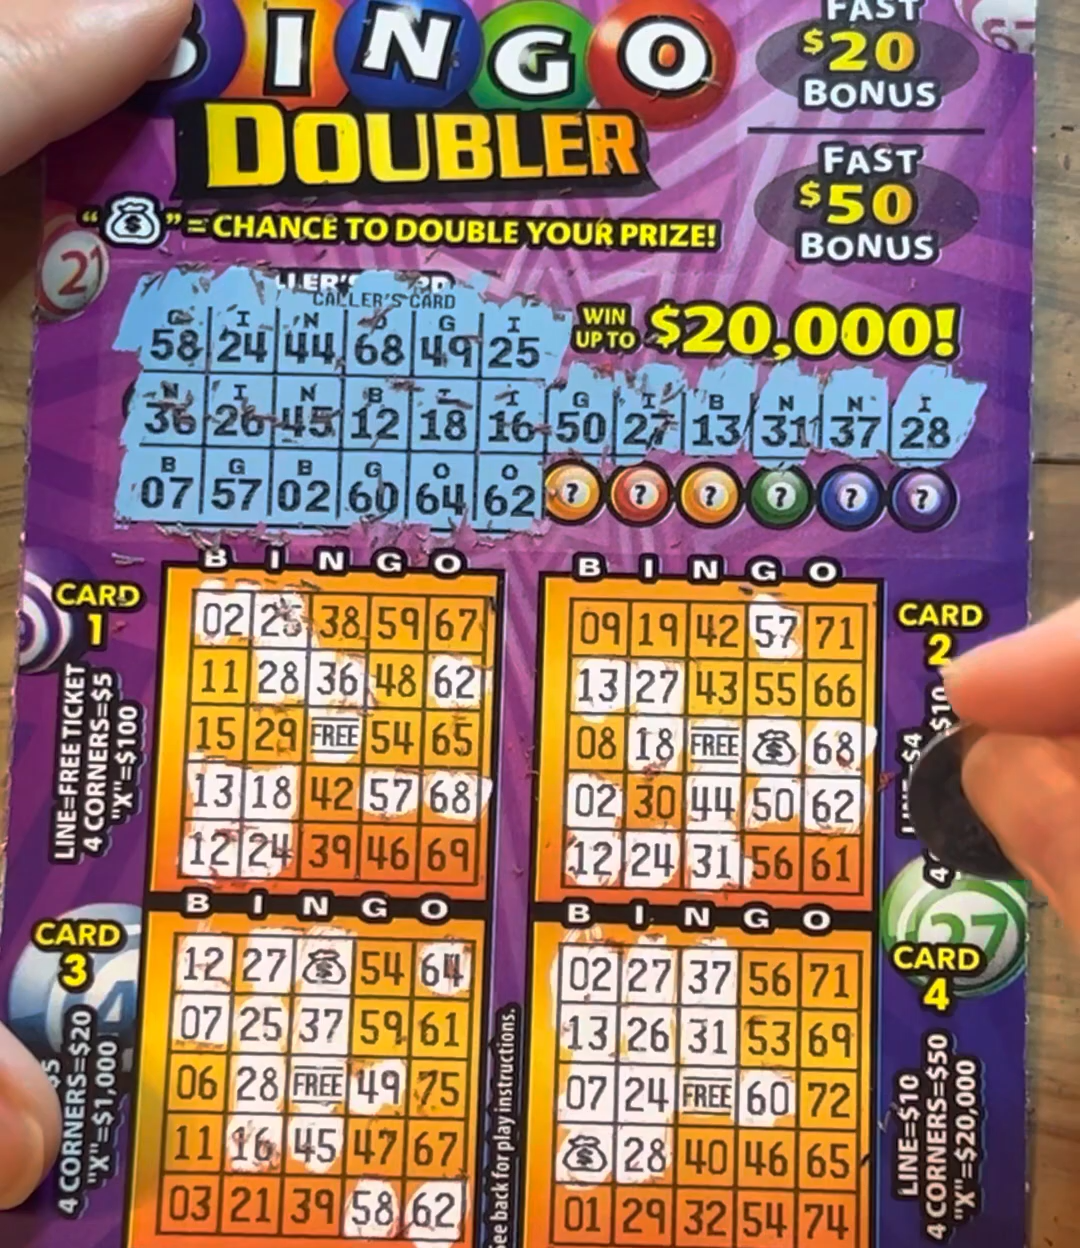 BINGO
DOUBLER
FAST
$20
BONUS
FAST
$50
BONUS
“$” = CHANCE TO DOUBLE YOUR PRIZE!
21
CALLER'S CARD
WIN UP TO $20,000!
G I N O G I
58 24 44 68 49 25
N I N B I I G I B N N I
36 26 45 12 18 16 50 27 13 31 37 28
B G B G O O
07 57 02 60 64 62 ? ? ? ? ? ?
CARD
1
LINE=FREE TICKET
4 CORNERS=$5
"X"=$100
B I N G O
02 25 38 59 67
11 28 36 48 62
15 29 FREE 54 65
13 18 42 57 68
12 24 39 46 69
B I N G O
09 19 42 57 71
13 27 43 55 66
08 18 FREE $ 68
02 30 44 50 62
12 24 31 56 61
CARD
2
CARD
3
4 CORNERS=$20
"X"=$1,000
B I N G O
12 27 $ 54 64
07 25 37 59 61
06 28 FREE 49 75
11 16 45 47 67
03 21 39 58 62
See back for play instructions.
B I N G O
02 27 37 56 71
13 26 31 53 69
07 24 FREE 60 72
$ 28 40 46 65
01 29 32 54 74
27
CARD
4
LINE=$10
4 CORNERS=$50
"X"=$20,000